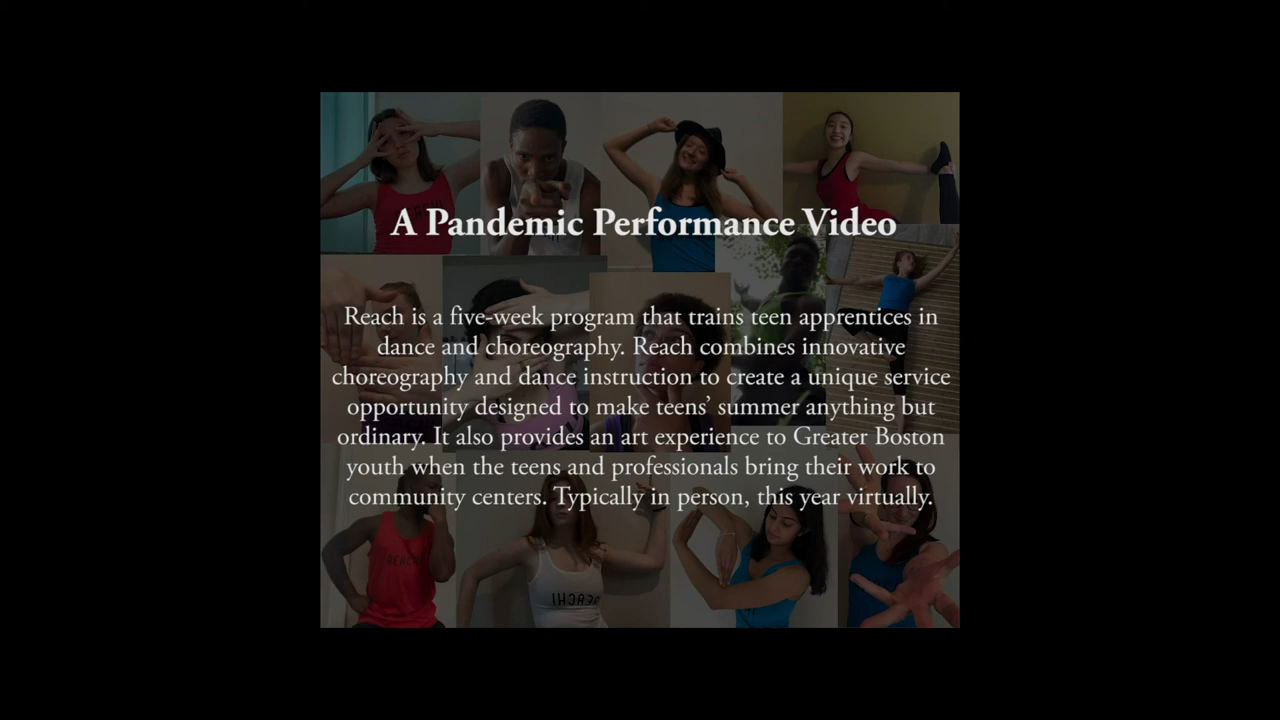 A Pandemic Performance Video
Reach is a five-week program that trains teen apprentices in
dance and choreography. Reach combines innovative
choreography and dance instruction to create a unique service
opportunity designed to make teens’ summer anything but
ordinary. It also provides an art experience to Greater Boston
youth when the teens and professionals bring their work to
community centers. Typically in person, this year virtually.
REACH
REACH!